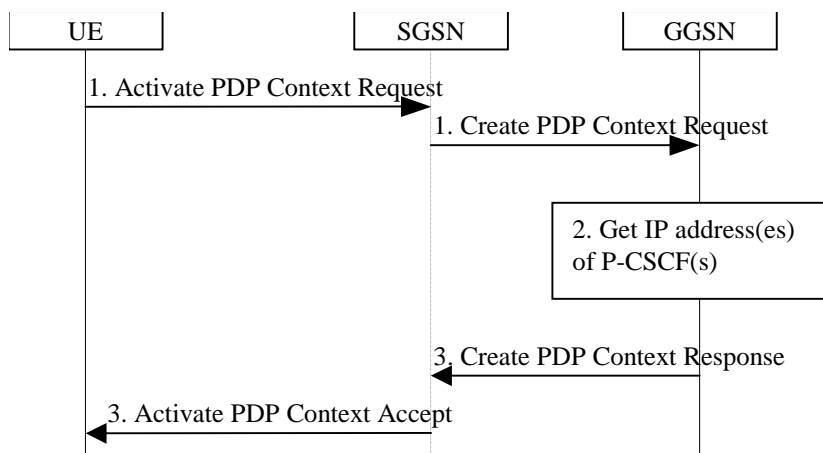 UE
SGSN
GGSN
1. Activate PDP Context Request
1. Create PDP Context Request
2. Get IP address(es)
of P-CSCF(s)
3. Create PDP Context Response
3. Activate PDP Context Accept